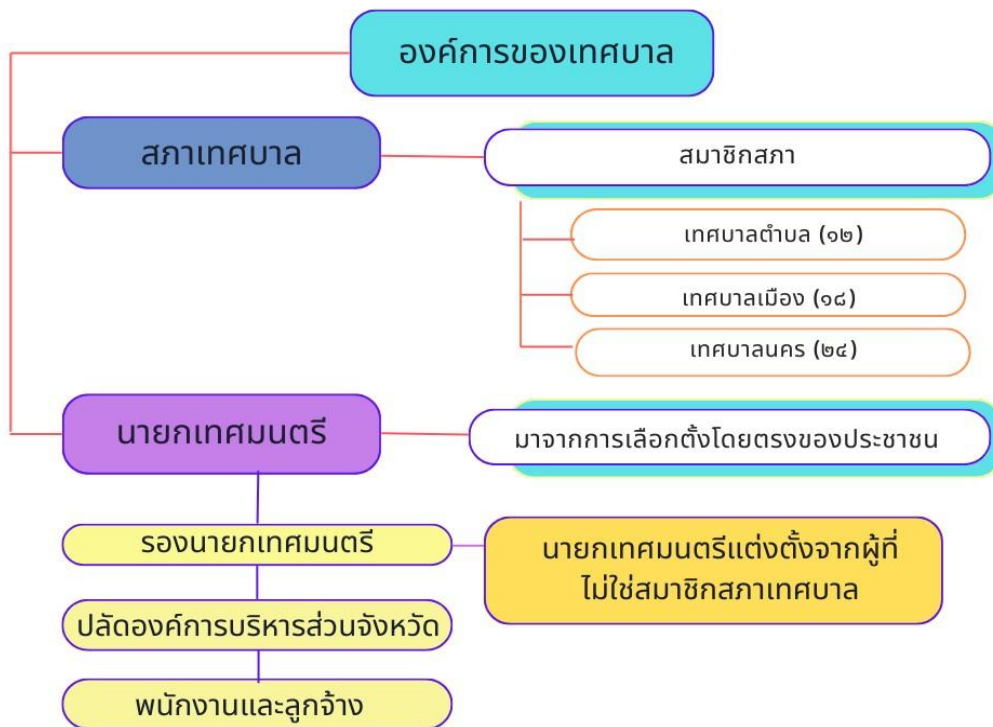 องค์การของเทศบาล
สภาเทศบาล
สมาชิกสภา
เทศบาลตำบล (๑๒)
เทศบาลเมือง (๑๘)
เทศบาลนคร (๒๔)
นายกเทศมนตรี
มาจากการเลือกตั้งโดยตรงของประชาชน
รองนายกเทศมนตรี
นายกเทศมนตรีแต่งตั้งจากผู้ที่
ไม่ใช่สมาชิกสภาเทศบาล
ปลัดองค์การบริหารส่วนจังหวัด
พนักงานและลูกจ้าง